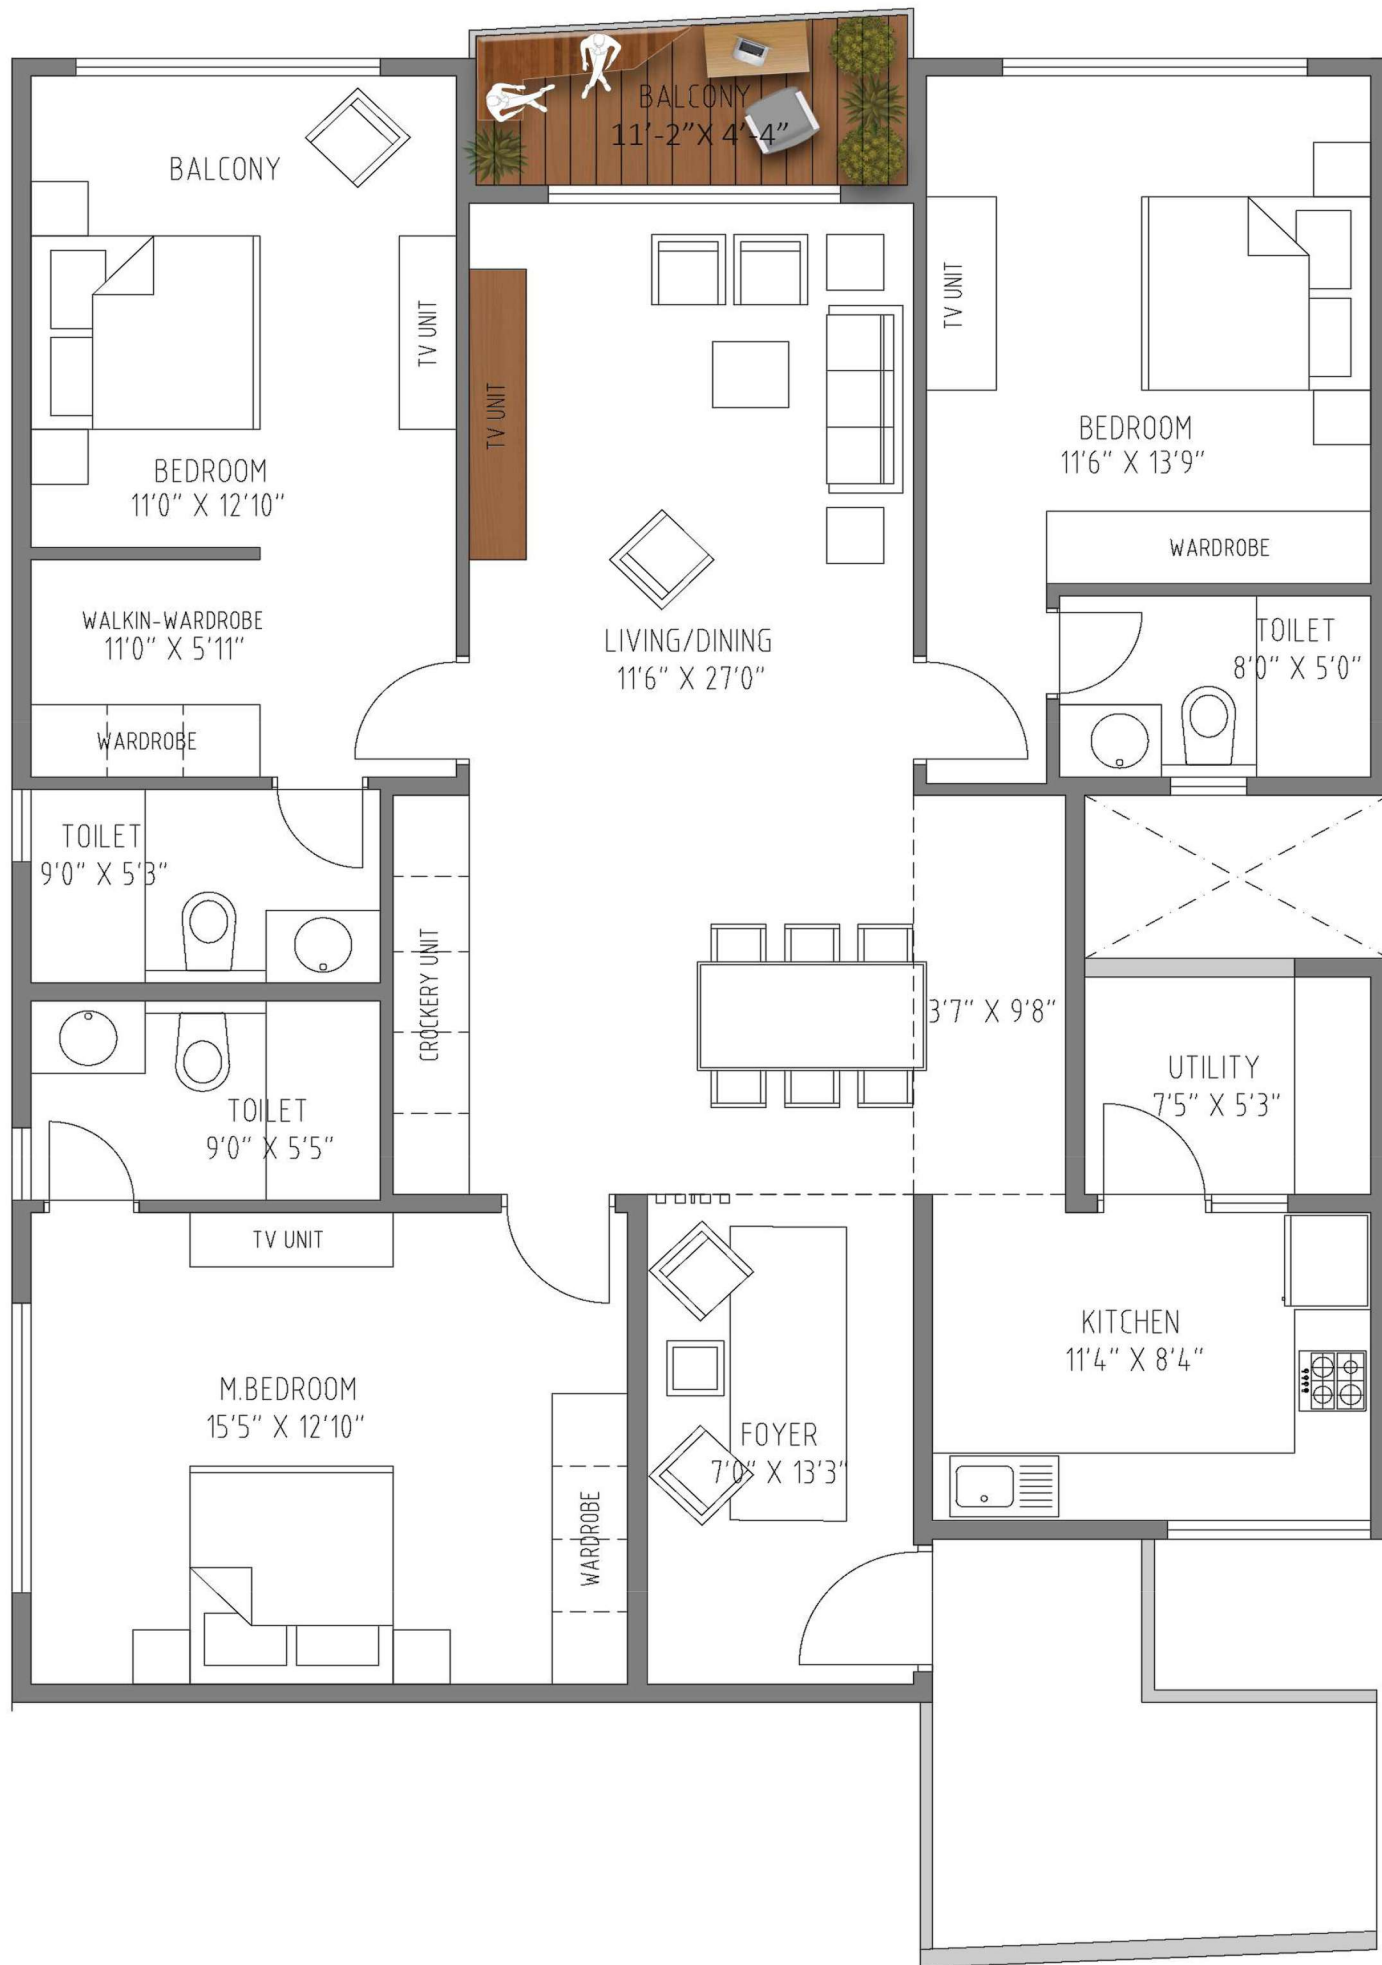 BALCONY
11'-2"X 4'-4"
BALCONY
TV UNIT
BEDROOM
11'0" X 12'10"
TV UNIT
TV UNIT
BEDROOM
11'6" X 13'9"
WARDROBE
WALKIN-WARDROBE
11'0" X 5'11"
WARDROBE
LIVING/DINING
11'6" X 27'0"
TOILET
8'0" X 5'0"
TOILET
9'0" X 5'3"
CROCKERY UNIT
3'7" X 9'8"
UTILITY
7'5" X 5'3"
TOILET
9'0" X 5'5"
TV UNIT
M.BEDROOM
15'5" X 12'10"
WARDROBE
FOYER
7'0" X 13'3"
KITCHEN
11'4" X 8'4"